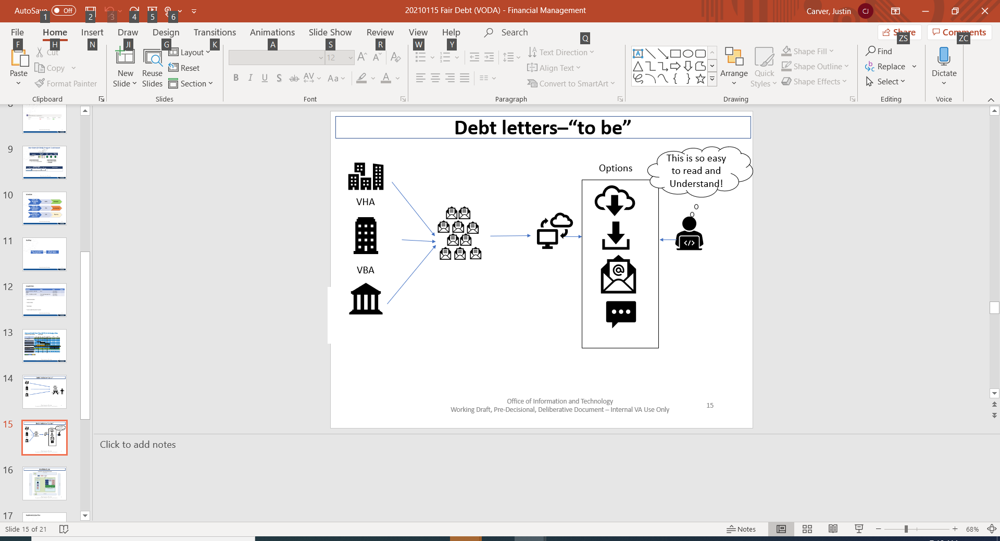 AutoSave Off
20210115 Fair Debt (VODA) - Financial Management
Carver, Justin CJ
1 2 3 4 5 6
File Home Insert Draw Design Transitions Animations Slide Show Review View Help Search Share Comments
F H N JI G K A S R W Y Q ZS ZC
Paste
Cut
Copy
Format Painter
Clipboard
New Slide
Reuse Slides
Layout
Reset
Section
Slides
12
B I U S ab AV Aa A
Font
Text Direction
Align Text
Convert to SmartArt
Paragraph
Arrange
Quick Styles
Shape Fill
Shape Outline
Shape Effects
Drawing
Find
Replace
Select
Editing
Dictate
Voice
9
10
11
12
13
14
15
16
17
Debt letters–“to be”
VHA
VBA
Options
This is so easy
to read and
Understand!
Office of Information and Technology
Working Draft, Pre-Decisional, Deliberative Document – Internal VA Use Only
15
Click to add notes
Slide 15 of 21
Notes
68%